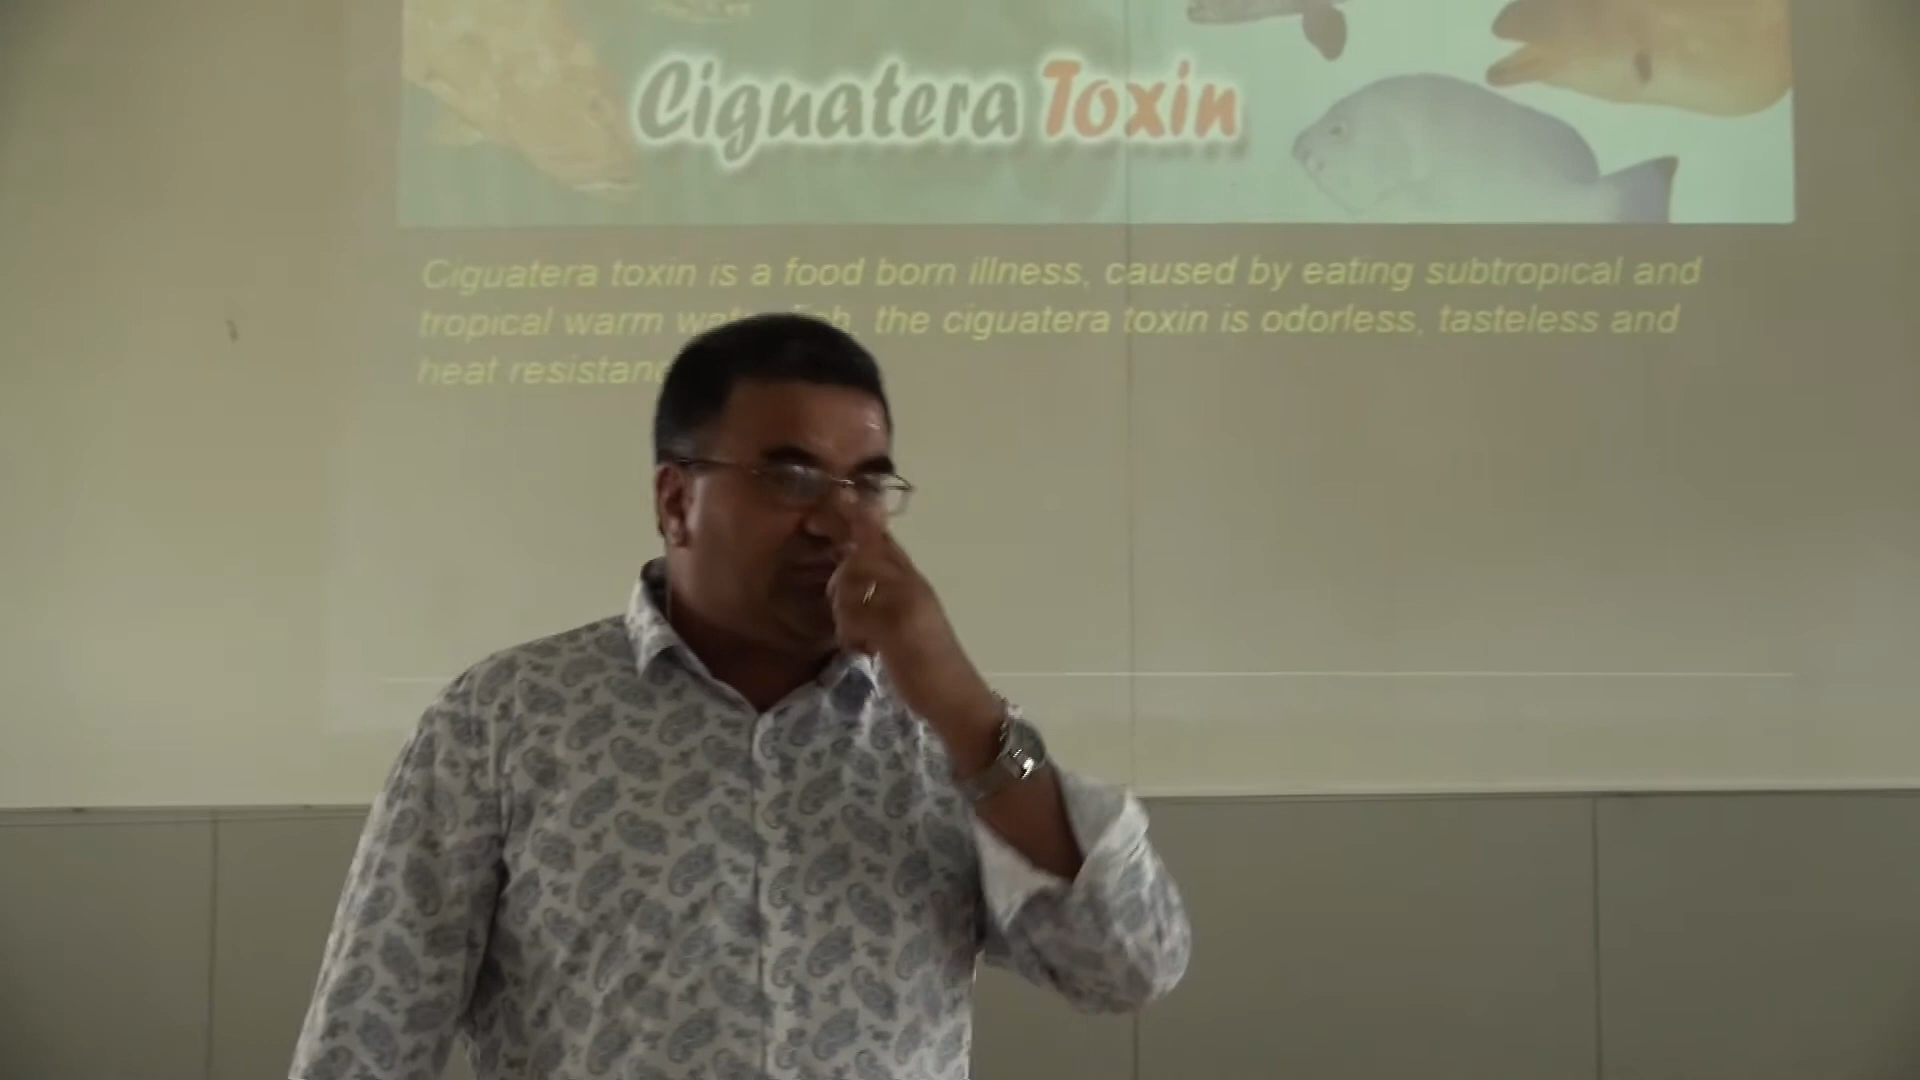 Ciguatera Toxin
Ciguatera toxin is a food born illness, caused by eating subtropical and
tropical warm the ciguatera toxin is odorless, tasteless and
heat